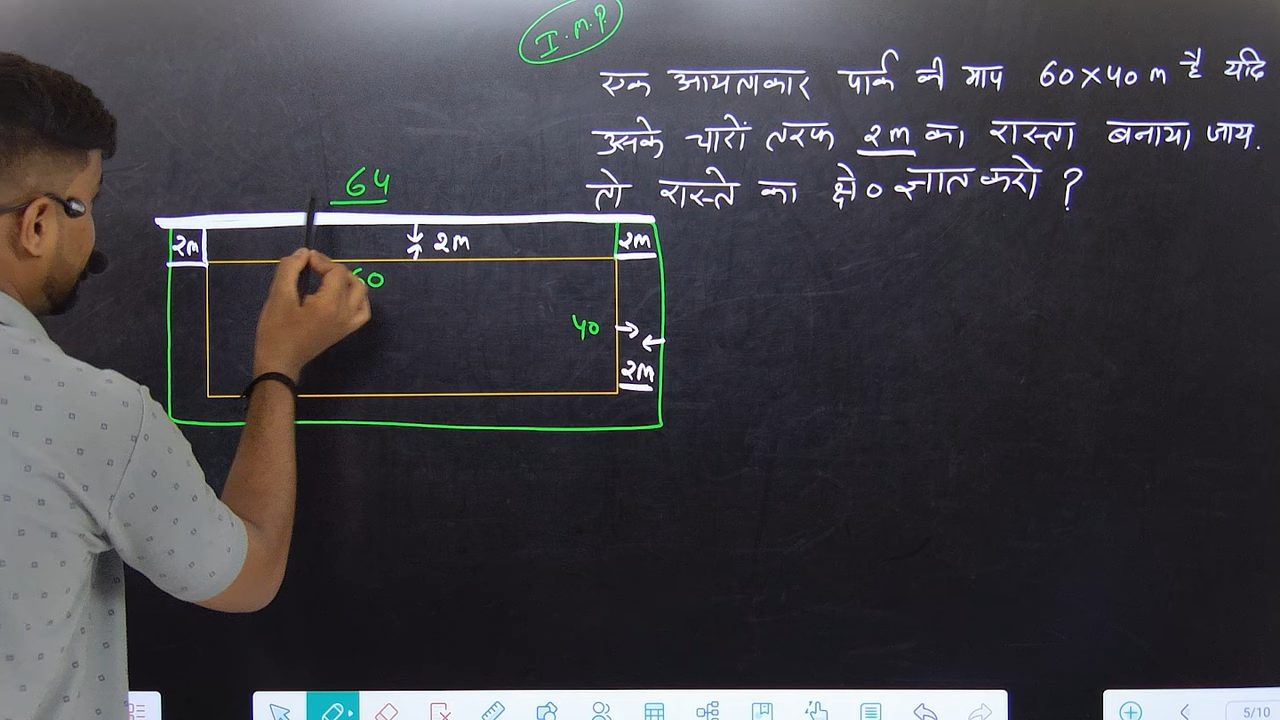 I.M.P.
एक आयताकार पार्क की माप 60×40 m है यदि
उसके चारों तरफ 2m का रास्ता बनाया जाय.
तो रास्ते का क्षे० ज्ञात करो ?
64
2m 2m 2m
60
40
2m
5/10